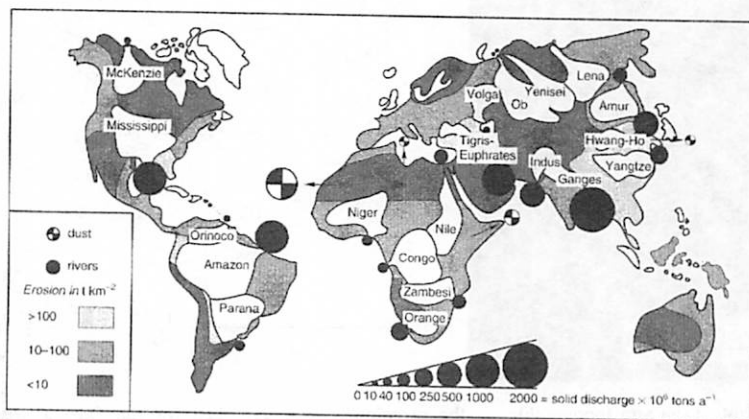 McKenzie
Mississippi
Orinoco
Amazon
Parana
Niger
Nile
Congo
Zambesi
Orange
Volga
Ob
Yenisei
Lena
Amur
Tigris-
Euphrates
Indus
Ganges
Hwang-Ho
Yangtze
dust
rivers
Erosion in t km⁻²
>100
10–100
<10
0 10 40 100 250 500 1000 2000 = solid discharge × 10⁶ tons a⁻¹